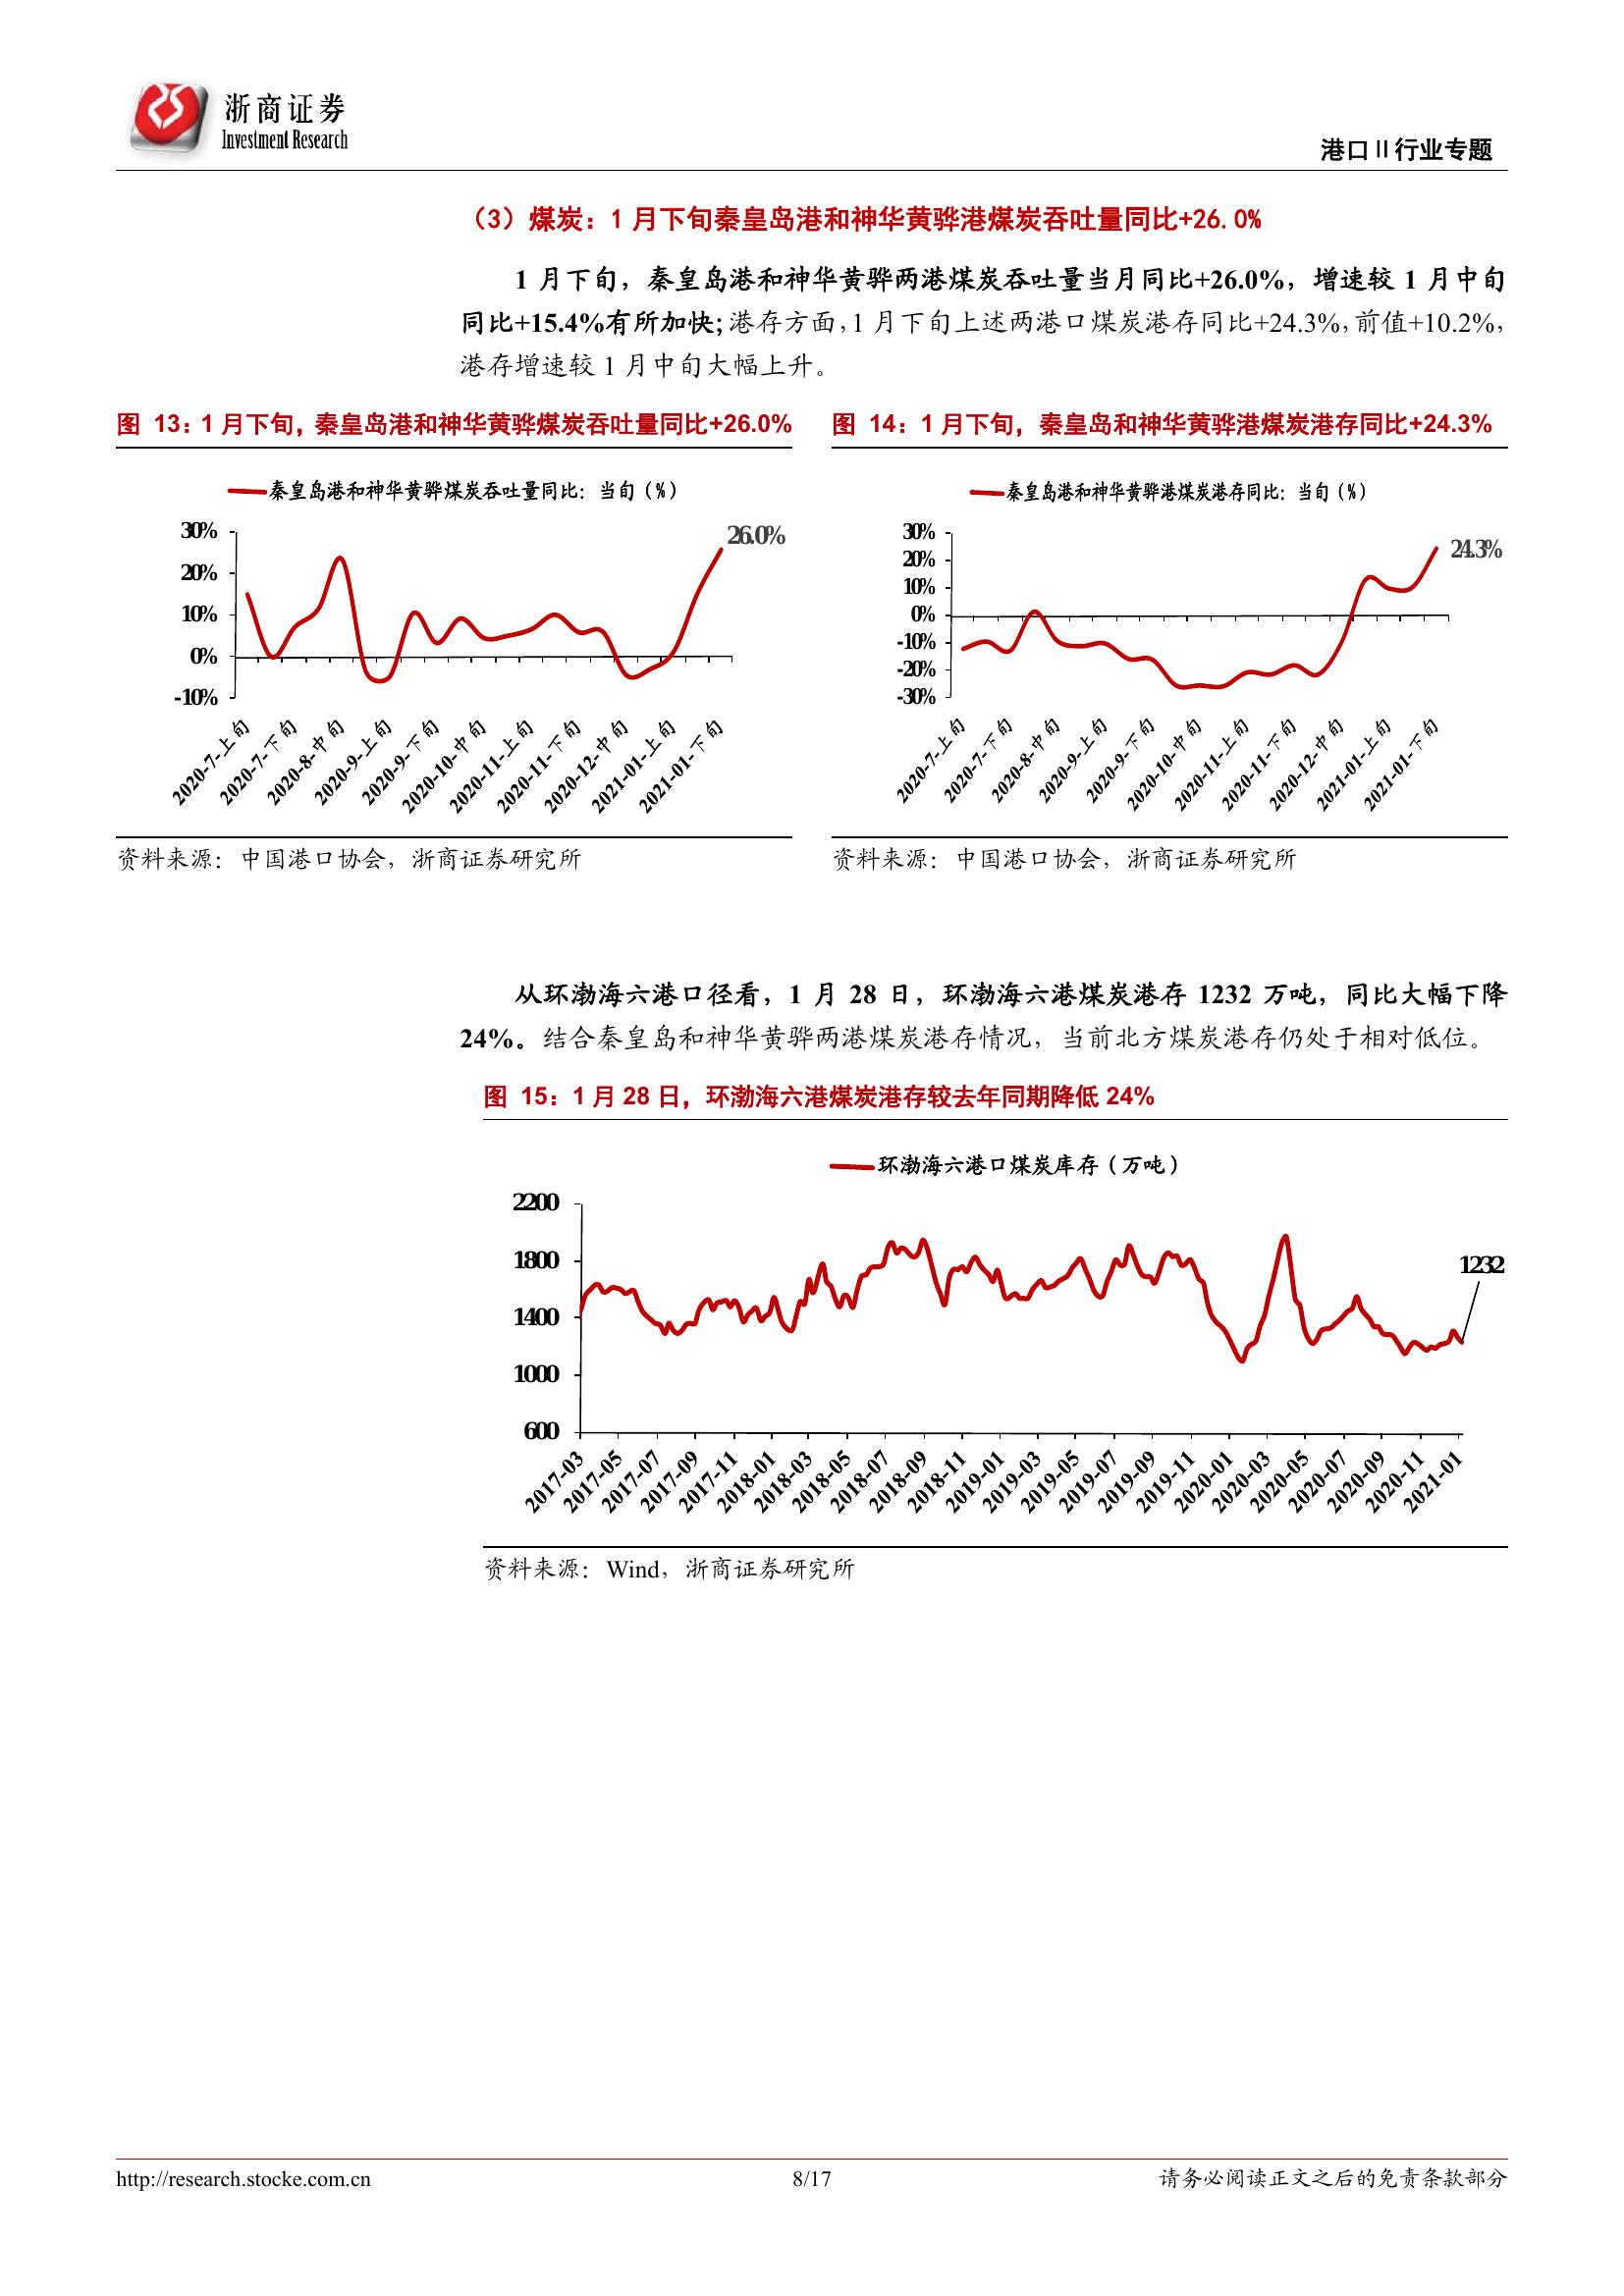 浙商证券
Investment Research
港口Ⅱ行业专题
（3）煤炭：1月下旬秦皇岛港和神华黄骅港煤炭吞吐量同比+26.0%
1 月下旬，秦皇岛港和神华黄骅两港煤炭吞吐量当月同比+26.0%，增速较 1 月中旬
同比+15.4%有所加快；港存方面，1 月下旬上述两港口煤炭港存同比+24.3%，前值+10.2%，
港存增速较 1 月中旬大幅上升。
图 13：1 月下旬，秦皇岛港和神华黄骅煤炭吞吐量同比+26.0%
秦皇岛港和神华黄骅煤炭吞吐量同比：当旬（%）
30%
20%
10%
0%
-10%
26.0%
2020-7-上旬
2020-7-下旬
2020-8-中旬
2020-9-上旬
2020-9-下旬
2020-10-中旬
2020-11-上旬
2020-11-下旬
2020-12-中旬
2021-01-上旬
2021-01-下旬
资料来源：中国港口协会，浙商证券研究所
图 14：1 月下旬，秦皇岛和神华黄骅港煤炭港存同比+24.3%
秦皇岛港和神华黄骅港煤炭港存同比：当旬（%）
30%
20%
10%
0%
-10%
-20%
-30%
24.3%
2020-7-上旬
2020-7-下旬
2020-8-中旬
2020-9-上旬
2020-9-下旬
2020-10-中旬
2020-11-上旬
2020-11-下旬
2020-12-中旬
2021-01-上旬
2021-01-下旬
资料来源：中国港口协会，浙商证券研究所
从环渤海六港口径看，1 月 28 日，环渤海六港煤炭港存 1232 万吨，同比大幅下降
24%。结合秦皇岛和神华黄骅两港煤炭港存情况，当前北方煤炭港存仍处于相对低位。
图 15：1 月 28 日，环渤海六港煤炭港存较去年同期降低 24%
环渤海六港口煤炭库存（万吨）
2200
1800
1400
1000
600
1232
2017-03
2017-05
2017-07
2017-09
2017-11
2018-01
2018-03
2018-05
2018-07
2018-09
2018-11
2019-01
2019-03
2019-05
2019-07
2019-09
2019-11
2020-01
2020-03
2020-05
2020-07
2020-09
2020-11
2021-01
资料来源：Wind，浙商证券研究所
http://research.stocke.com.cn
8/17
请务必阅读正文之后的免责条款部分